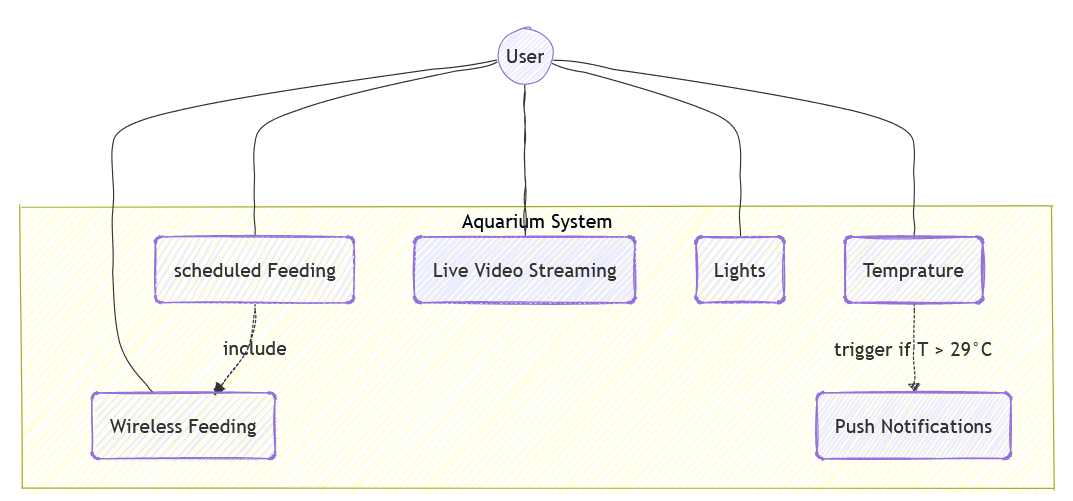 User
Aquarium System
scheduled Feeding
Live Video Streaming
Lights
Temprature
include
trigger if T > 29°C
Wireless Feeding
Push Notifications